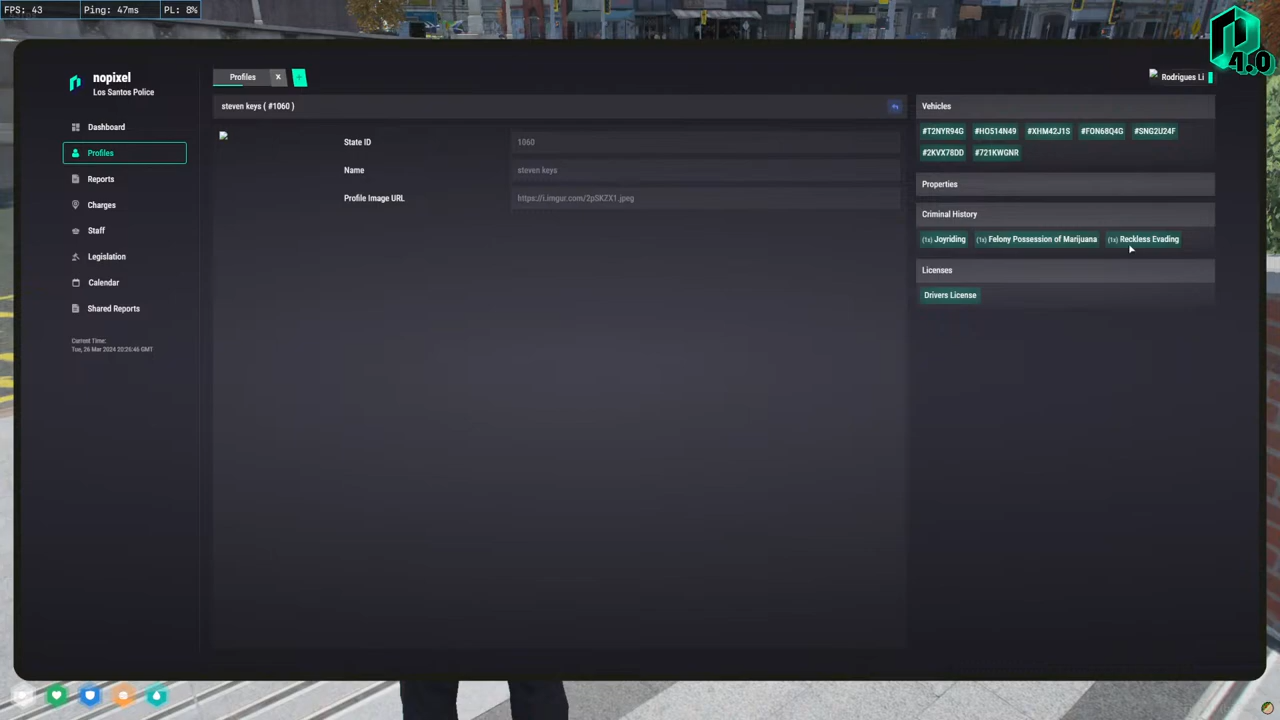 FPS: 43 Ping: 47ms PL: 8%
4.0
nopixel
Los Santos Police
Dashboard
Profiles
Reports
Charges
Staff
Legislation
Calendar
Shared Reports
Current Time:
Tue, 26 Mar 2024 20:26:46 GMT
Profiles x +
steven keys ( #1060 )
State ID 1060
Name steven keys
Profile Image URL https://i.imgur.com/2pSKZX1.jpeg
Rodrigues Li
Vehicles
#T2NYR94G #HO514N49 #XHM42J1S #FON68Q4G #SNG2U24F
#2KVX78DD #721KWGNR
Properties
Criminal History
(1x) Joyriding (1x) Felony Possession of Marijuana (1x) Reckless Evading
Licenses
Drivers License